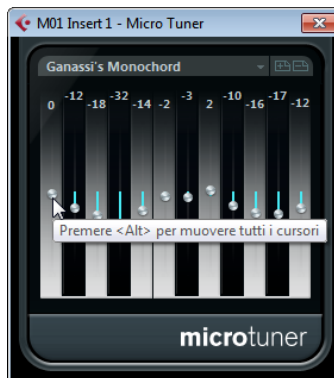 M01 Insert 1 - Micro Tuner
Ganassi's Monochord
0 -12 -18 -32 -14 -2 -3 2 -10 -16 -17 -12
Premere <Alt> per muovere tutti i cursori
microtuner